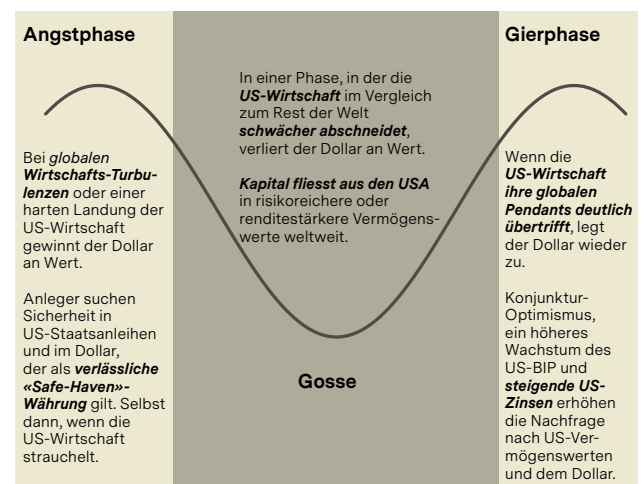 Angstphase
Bei globalen
Wirtschafts-Turbu-
lenzen oder einer
harten Landung der
US-Wirtschaft
gewinnt der Dollar
an Wert.
Anleger suchen
Sicherheit in
US-Staatsanleihen
und im Dollar,
der als verlässliche
«Safe-Haven»-
Währung gilt. Selbst
dann, wenn die
US-Wirtschaft
strauchelt.
In einer Phase, in der die
US-Wirtschaft im Vergleich
zum Rest der Welt
schwächer abschneidet,
verliert der Dollar an Wert.
Kapital fliesst aus den USA
in risikoreichere oder
renditestärkere Vermögens-
werte weltweit.
Gosse
Gierphase
Wenn die
US-Wirtschaft
ihre globalen
Pendants deutlich
übertrifft, legt
der Dollar wieder
zu.
Konjunktur-
Optimismus,
ein höheres
Wachstum des
US-BIP und
steigende US-
Zinsen erhöhen
die Nachfrage
nach US-Ver-
mögenswerten
und dem Dollar.